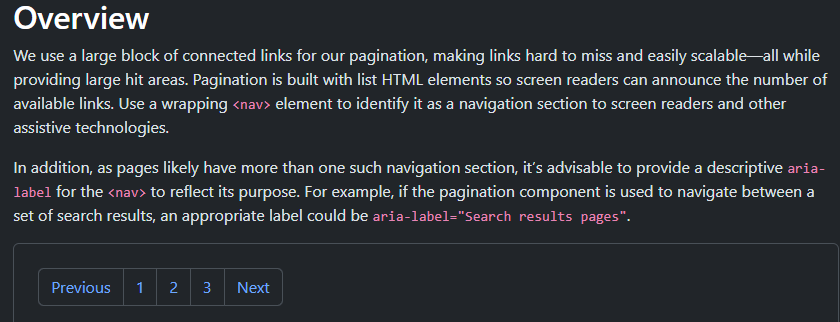 Overview
We use a large block of connected links for our pagination, making links hard to miss and easily scalable—all while
providing large hit areas. Pagination is built with list HTML elements so screen readers can announce the number of
available links. Use a wrapping <nav> element to identify it as a navigation section to screen readers and other
assistive technologies.
In addition, as pages likely have more than one such navigation section, it’s advisable to provide a descriptive aria-
label for the <nav> to reflect its purpose. For example, if the pagination component is used to navigate between a
set of search results, an appropriate label could be aria-label="Search results pages".
Previous 1 2 3 Next